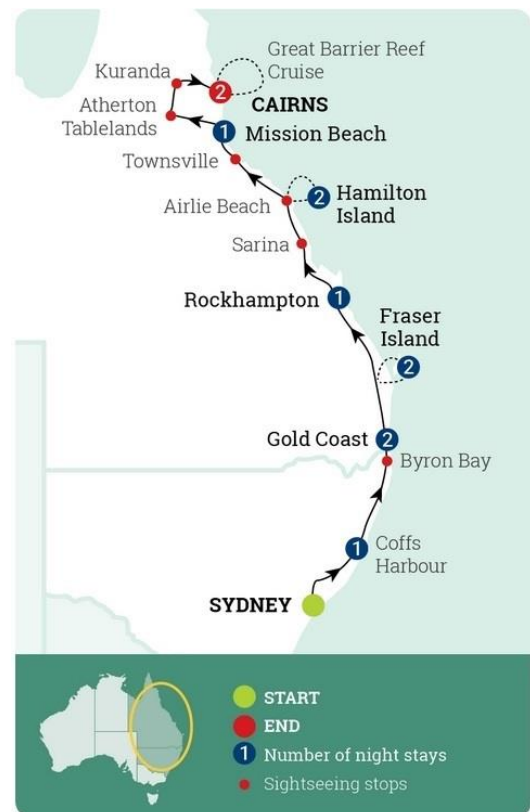 Great Barrier Reef
Cruise
Kuranda
2
CAIRNS
Atherton
Tablelands
1
Mission Beach
Townsville
Airlie Beach
2
Hamilton
Island
Sarina
Rockhampton
1
Fraser
Island
2
Gold Coast
2
Byron Bay
1
Coffs
Harbour
SYDNEY
START
END
1
Number of night stays
Sightseeing stops